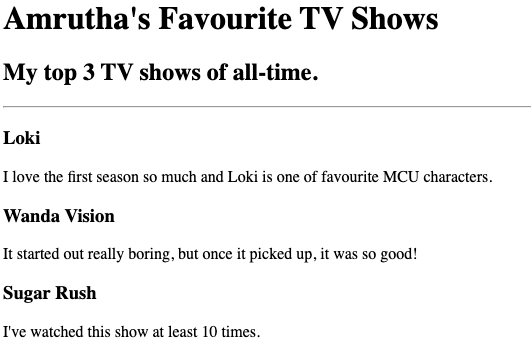 Amrutha's Favourite TV Shows
My top 3 TV shows of all-time.
Loki
I love the first season so much and Loki is one of favourite MCU characters.
Wanda Vision
It started out really boring, but once it picked up, it was so good!
Sugar Rush
I've watched this show at least 10 times.